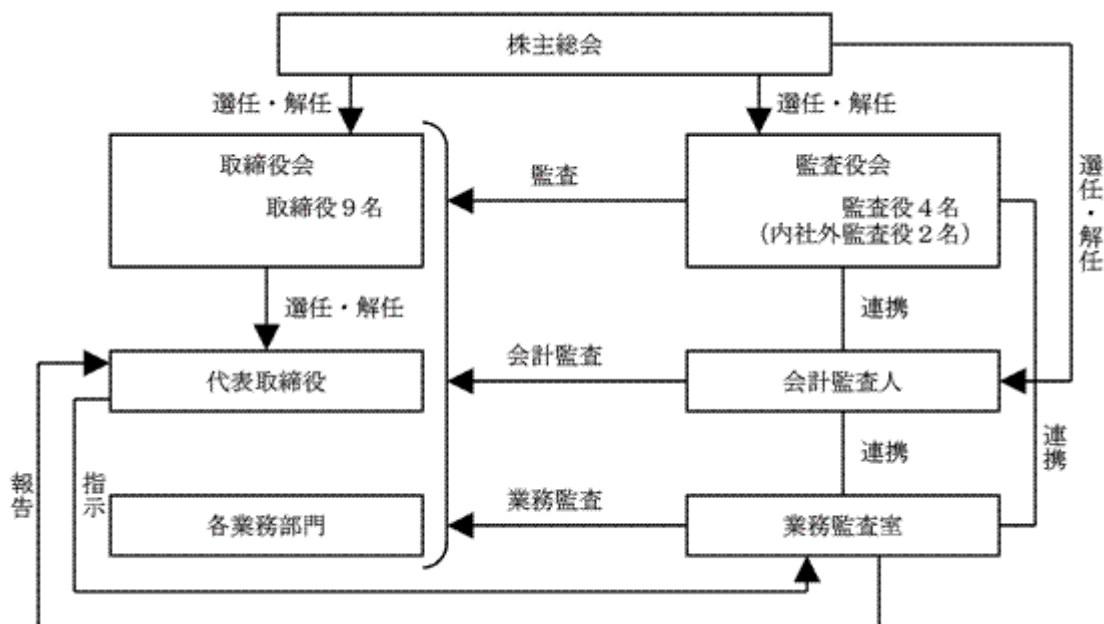 株主総会
選任・解任
選任・解任
選任・解任
取締役会
取締役９名
監査
監査役会
監査役４名
（内社外監査役２名）
選任・解任
連携
代表取締役
会計監査
会計監査人
連携
連携
報告
指示
各業務部門
業務監査
業務監査室